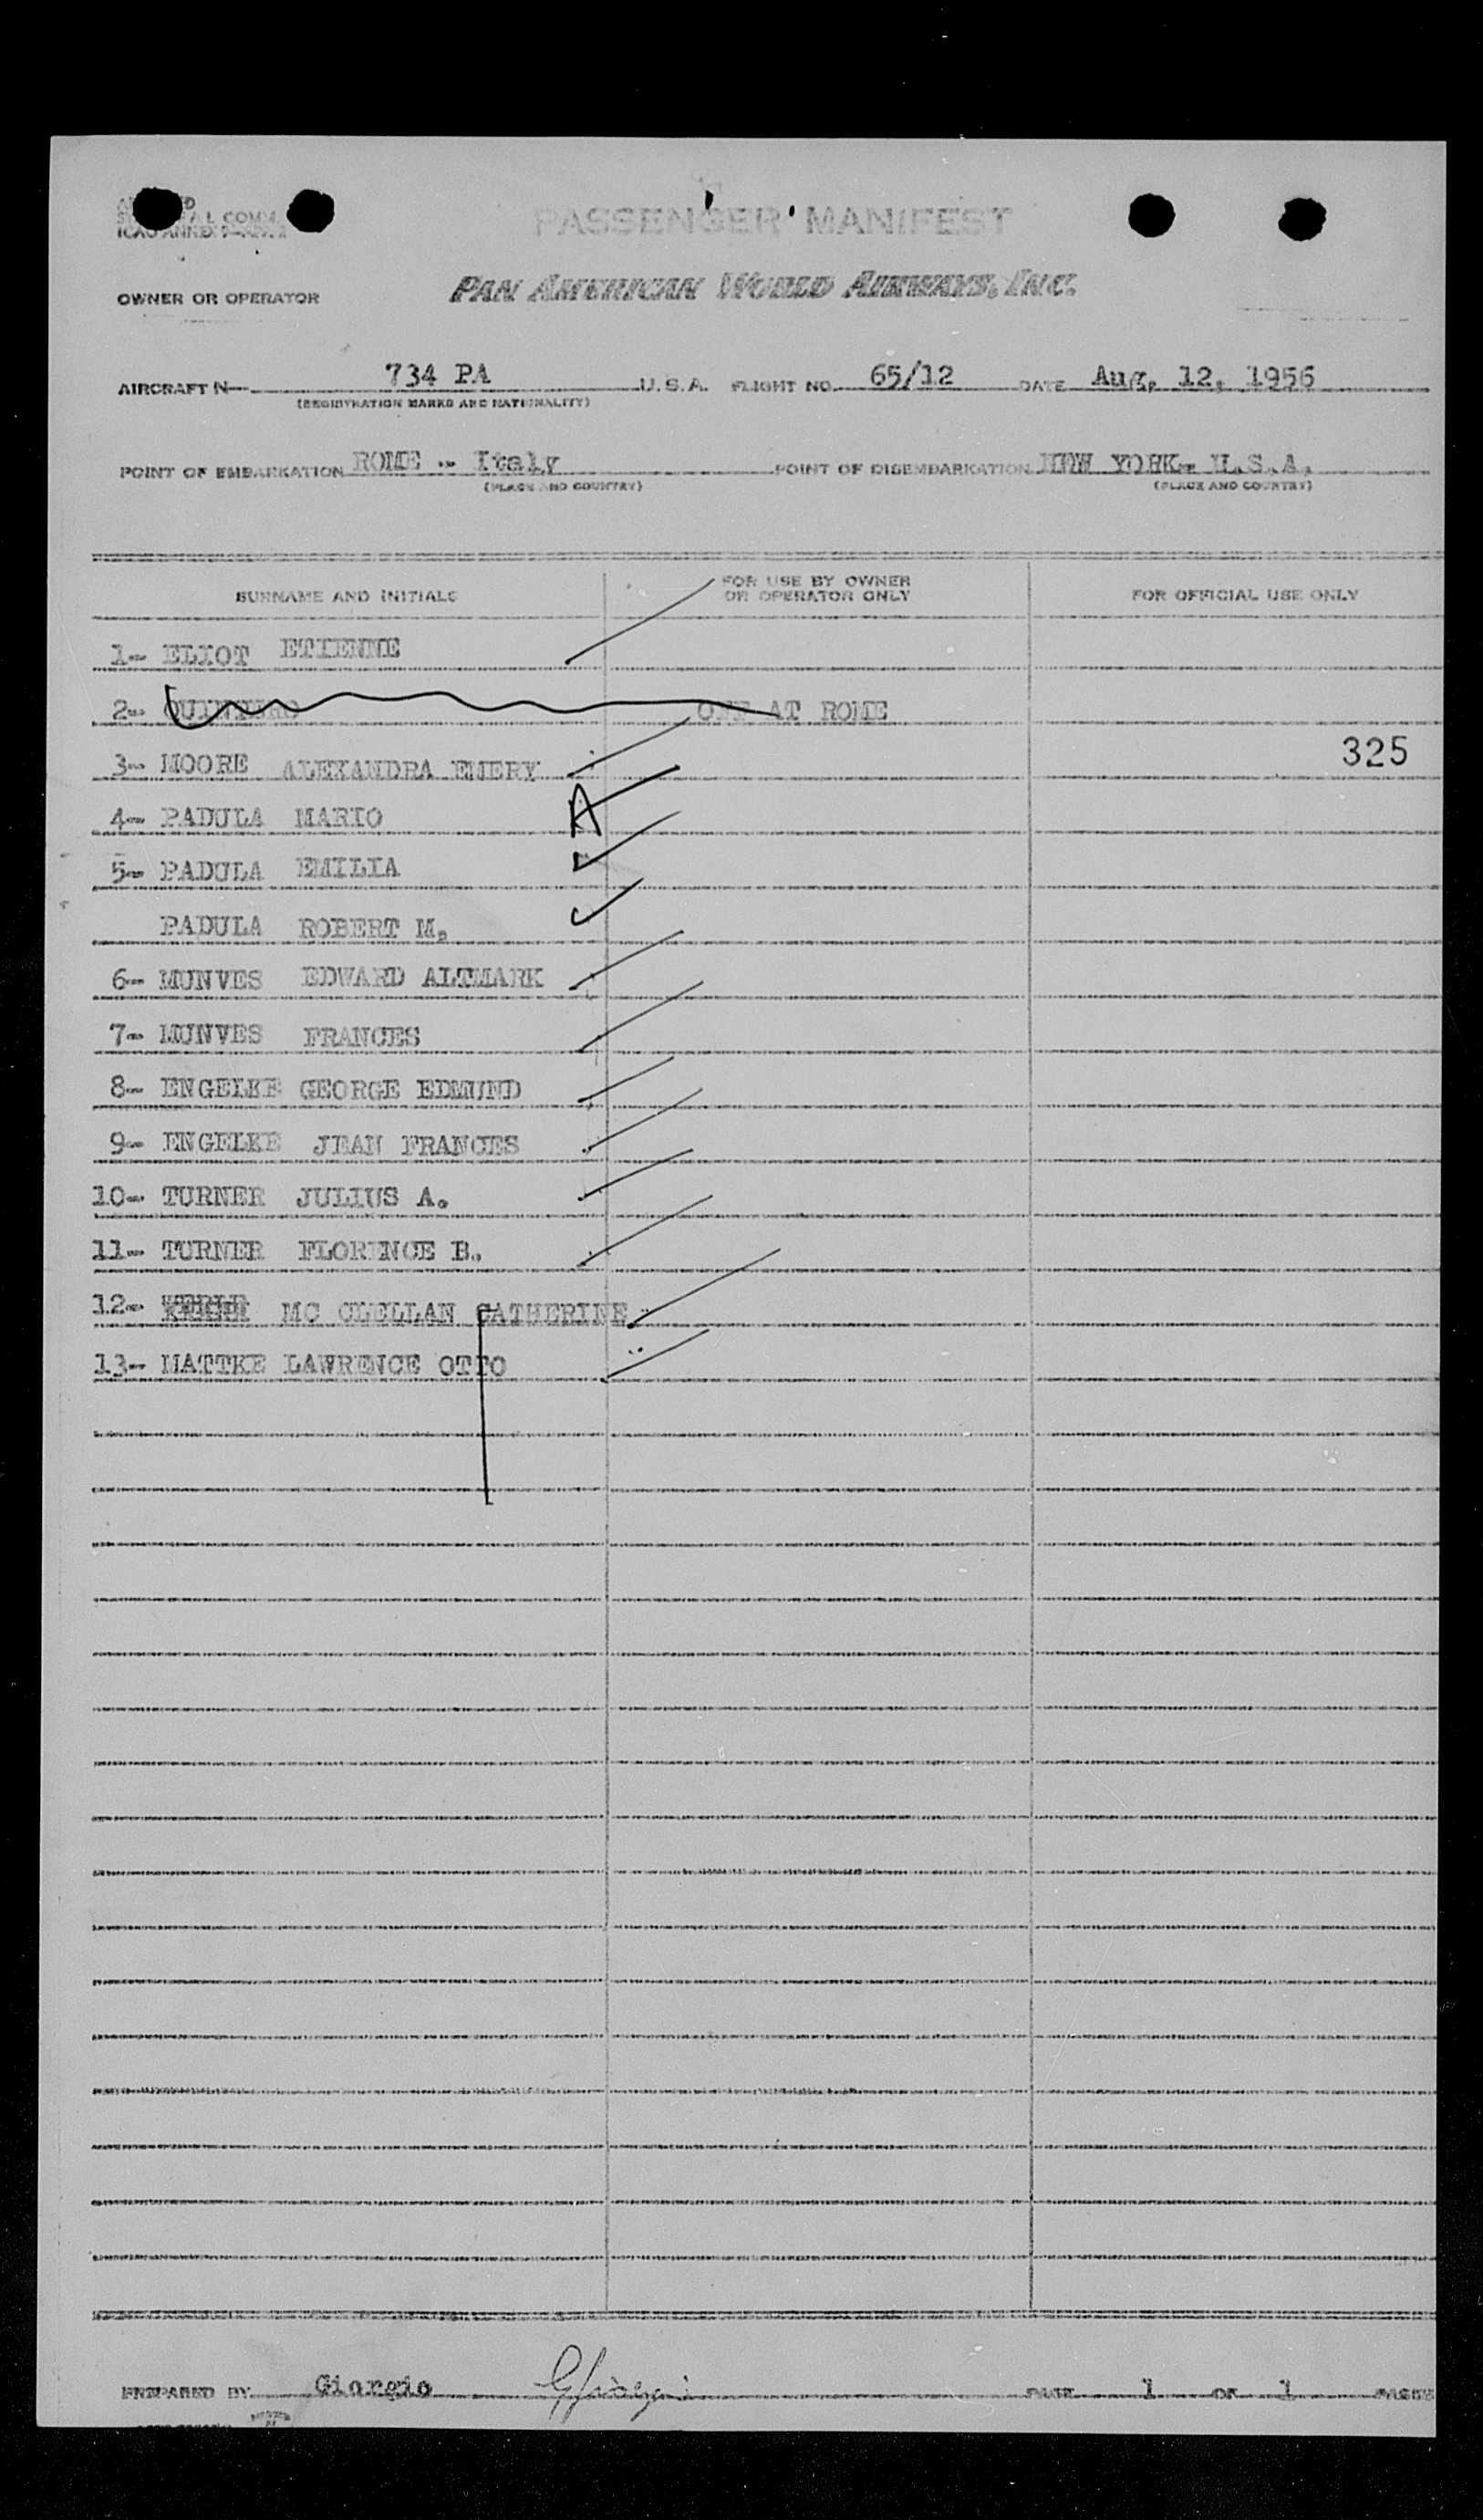 PASSENGER MANIFEST
OWNER OR OPERATOR PAN AMERICAN WORLD AIRWAYS, INC.
AIRCRAFT N- 734 PA U.S.A. FLIGHT NO. 65/12 DATE Aug, 12, 1956
(REGISTRATION MARKS AND NATIONALITY)
POINT OF EMBARKATION ROME - Italy POINT OF DISEMBARKATION NEW YORK- U.S.A.
(PLACE AND COUNTRY) (PLACE AND COUNTRY)
SURNAME AND INITIALS FOR USE BY OWNER OR OPERATOR ONLY FOR OFFICIAL USE ONLY
1- ELIOT ETIENNE
2- QUINTERO OFF AT ROME
3- MOORE ALEXANDRA EMERY 325
4- PADULA MARIO A
5- PADULA EMILIA
PADULA ROBERT M.
6- MUNVES EDWARD ALTMARK
7- MUNVES FRANCES
8- ENGELKE GEORGE EDMUND
9- ENGELKE JEAN FRANCES
10- TURNER JULIUS A.
11- TURNER FLORENCE B.
12- MC CLELLAN CATHERINE
13- MATTKE LAWRENCE OTTO
PREPARED BY Giorgio PAGE 1 OF 1 PAGES